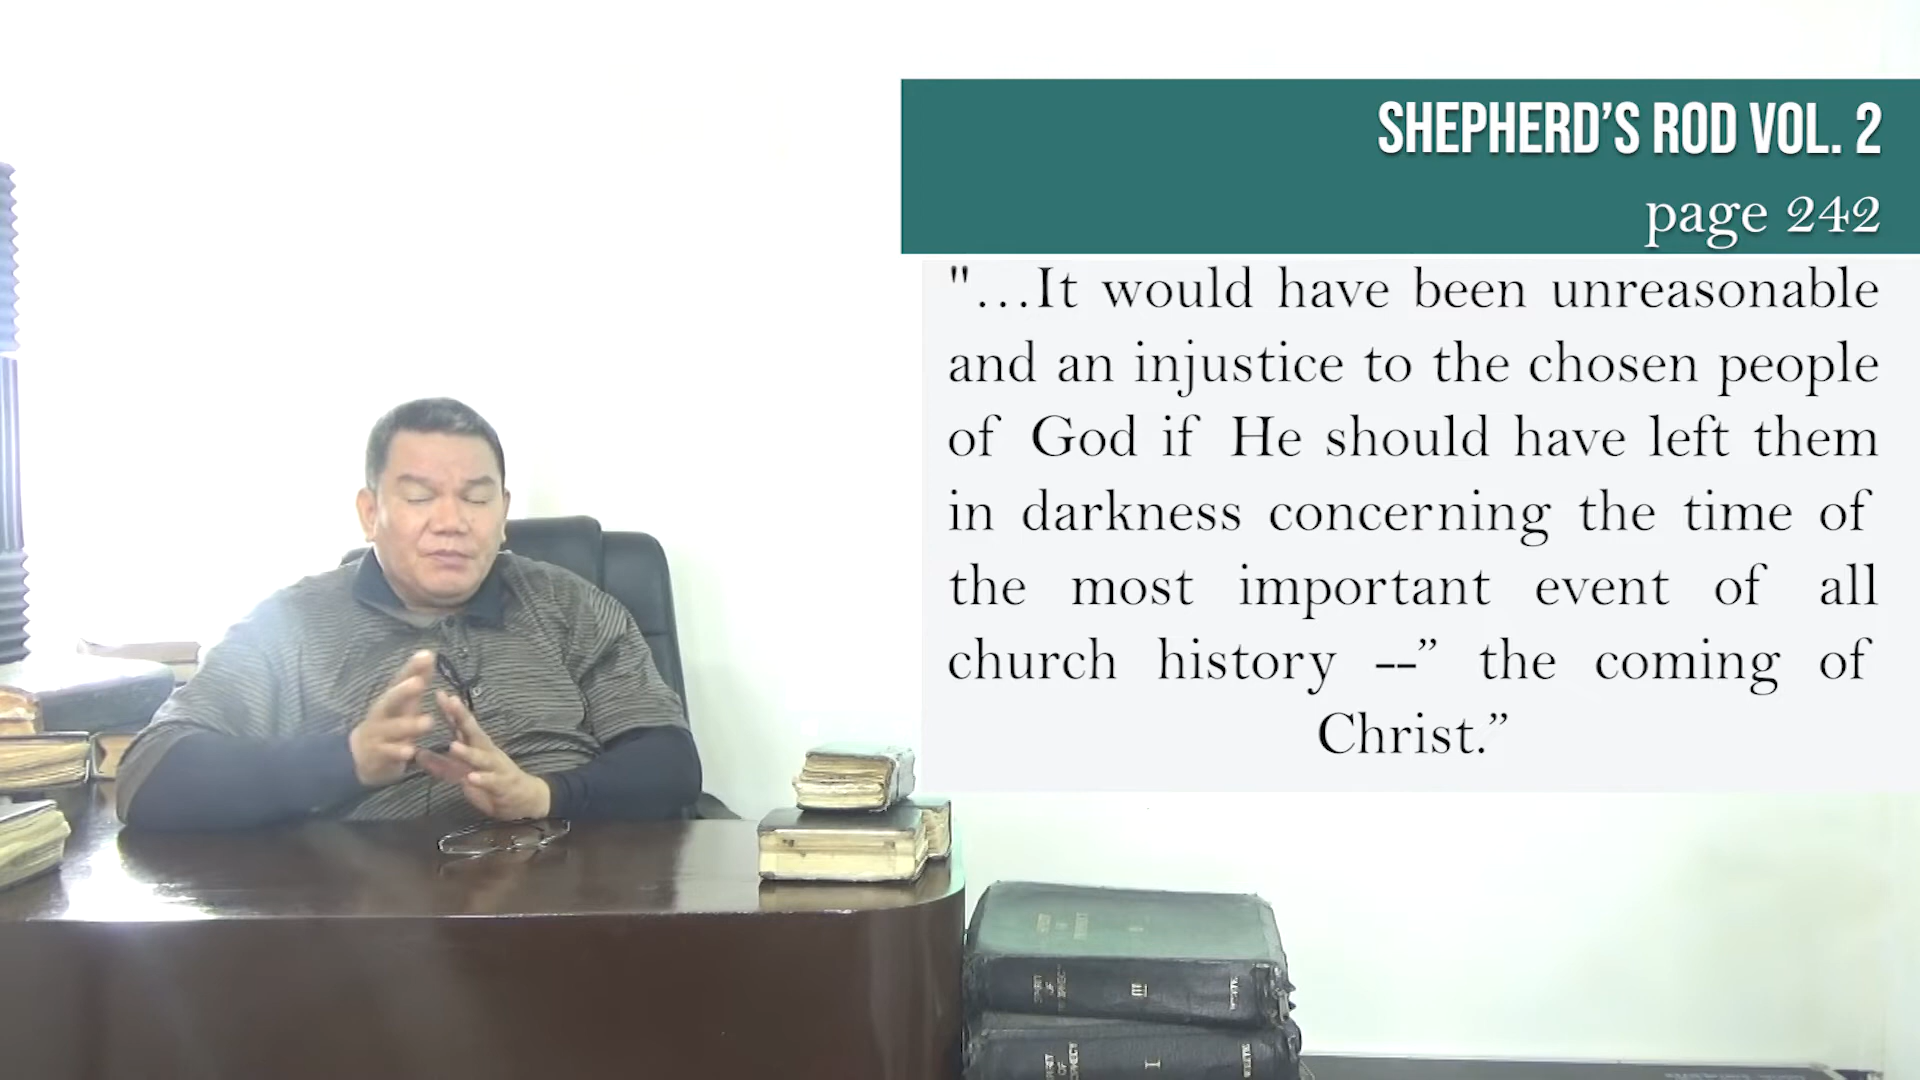 SHEPHERD'S ROD VOL. 2
page 242
"...It would have been unreasonable
and an injustice to the chosen people
of God if He should have left them
in darkness concerning the time of
the most important event of all
church history --” the coming of
Christ.”
III
I